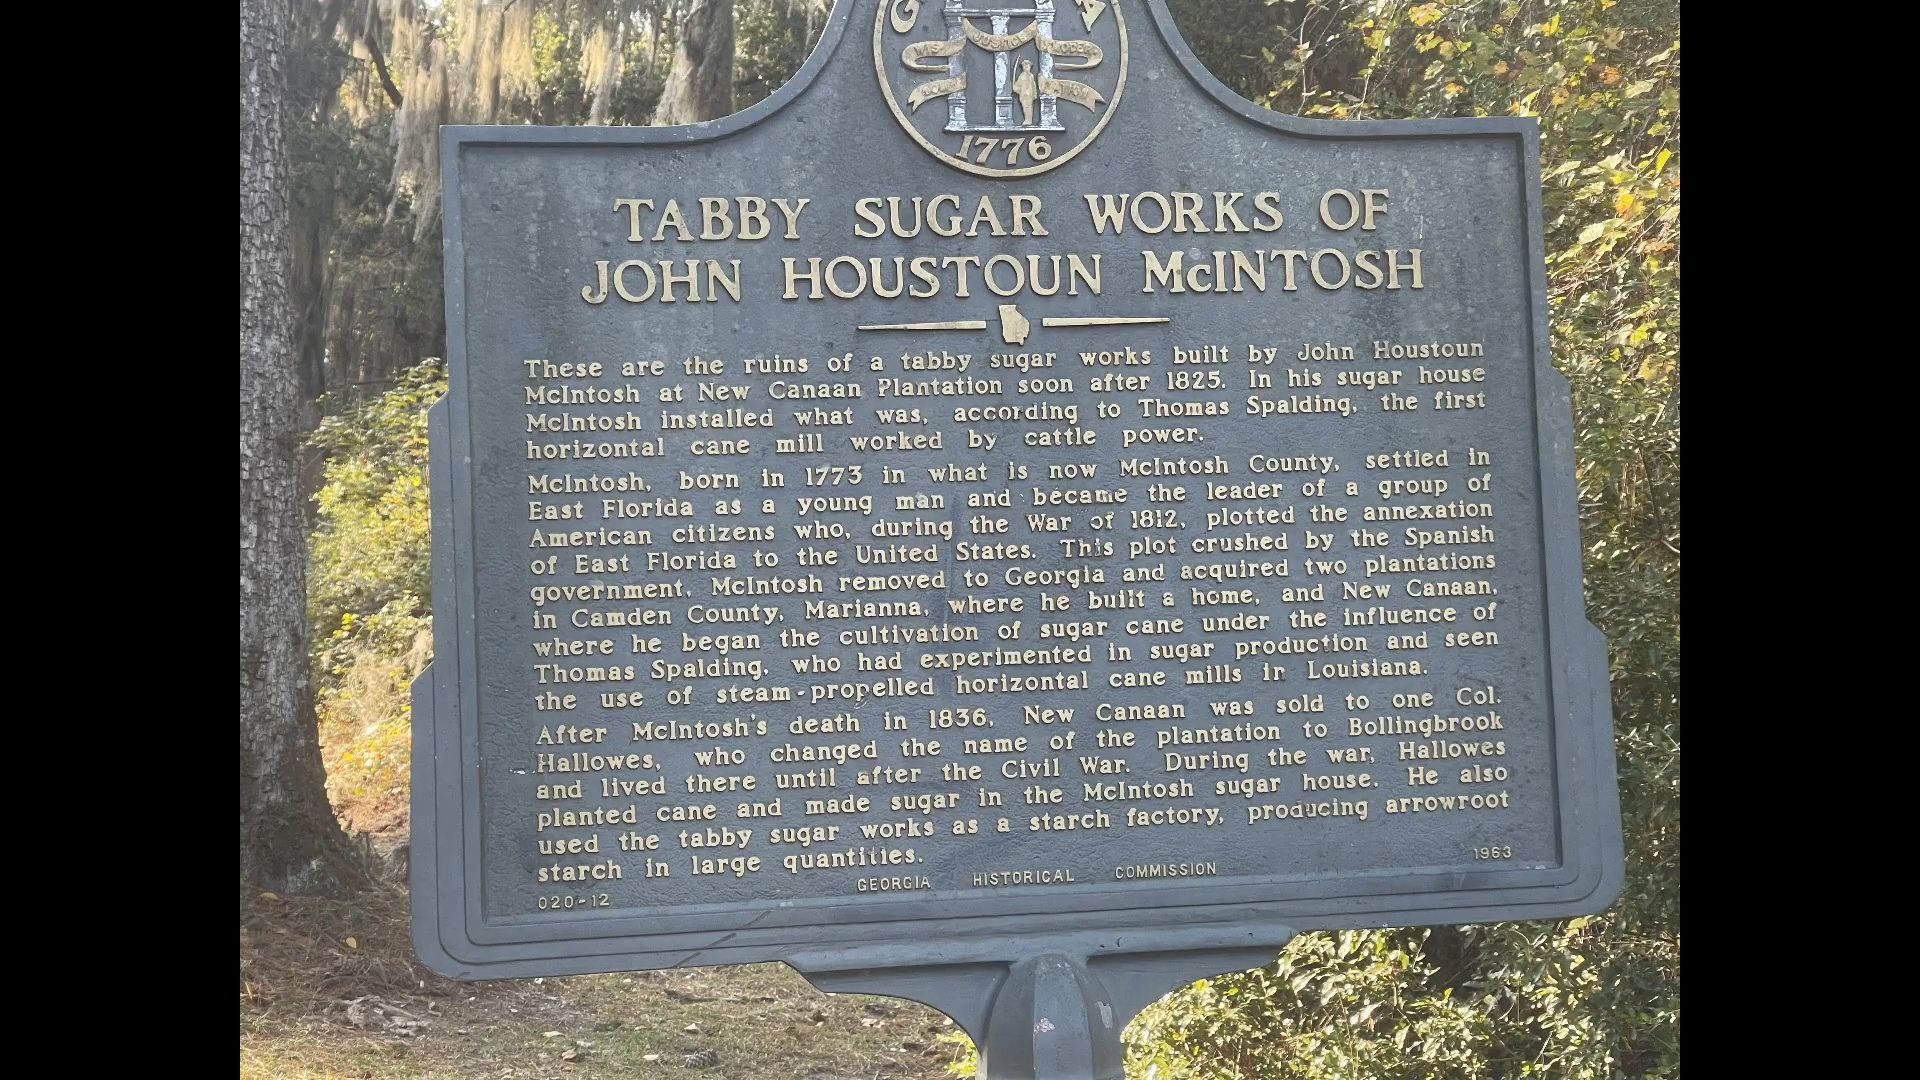 G A
WISDOM JUSTICE MODERATION
1776
TABBY SUGAR WORKS OF
JOHN HOUSTOUN McINTOSH
These are the ruins of a tabby sugar works built by John Houstoun
McIntosh at New Canaan Plantation soon after 1825. In his sugar house
McIntosh installed what was, according to Thomas Spalding, the first
horizontal cane mill worked by cattle power.
McIntosh, born in 1773 in what is now McIntosh County, settled in
East Florida as a young man and became the leader of a group of
American citizens who, during the War of 1812, plotted the annexation
of East Florida to the United States. This plot crushed by the Spanish
government, McIntosh removed to Georgia and acquired two plantations
in Camden County, Marianna, where he built a home, and New Canaan,
where he began the cultivation of sugar cane under the influence of
Thomas Spalding, who had experimented in sugar production and seen
the use of steam-propelled horizontal cane mills in Louisiana.
After McIntosh's death in 1836, New Canaan was sold to one Col.
Hallowes, who changed the name of the plantation to Bollingbrook
and lived there until after the Civil War. During the war, Hallowes
planted cane and made sugar in the McIntosh sugar house. He also
used the tabby sugar works as a starch factory, producing arrowroot
starch in large quantities.
020-12 GEORGIA HISTORICAL COMMISSION 1963